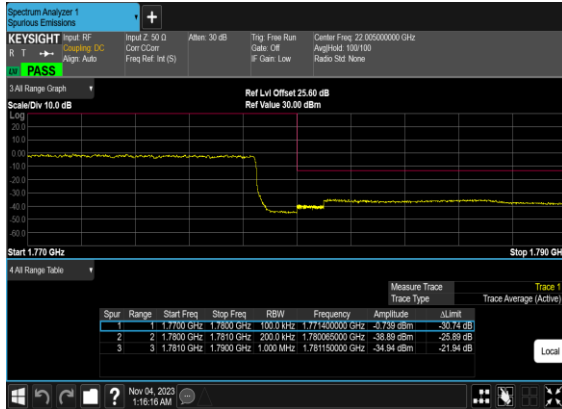 Spectrum Analyzer 1
Spurious Emissions
+
KEYSIGHT Input: RF Input Z: 50 Ω Atten: 30 dB Trig: Free Run Center Freq: 22.005000000 GHz
R T Coupling: DC Corr CCorr Gate: Off Avg|Hold: 100/100
Align: Auto Freq Ref: Int (S) IF Gain: Low Radio Std: None
PASS
3 All Range Graph
Ref Lvl Offset 25.60 dB
Scale/Div 10.0 dB Ref Value 30.00 dBm
Log
20.0
10.0
0.00
-10.0
-20.0
-30.0
-40.0
-50.0
-60.0
Start 1.770 GHz Stop 1.790 GH
4 All Range Table
Measure Trace Trace 1
Trace Type Trace Average (Active)
Spur Range Start Freq Stop Freq RBW Frequency Amplitude ΔLimit
1 1 1.7700 GHz 1.7800 GHz 100.0 kHz 1.771400000 GHz -0.739 dBm -30.74 dB
2 2 1.7800 GHz 1.7810 GHz 200.0 kHz 1.780065000 GHz -38.89 dBm -25.89 dB
3 3 1.7810 GHz 1.7900 GHz 1.000 MHz 1.781150000 GHz -34.94 dBm -21.94 dB
Local
? Nov 04, 2023
1:16:16 AM